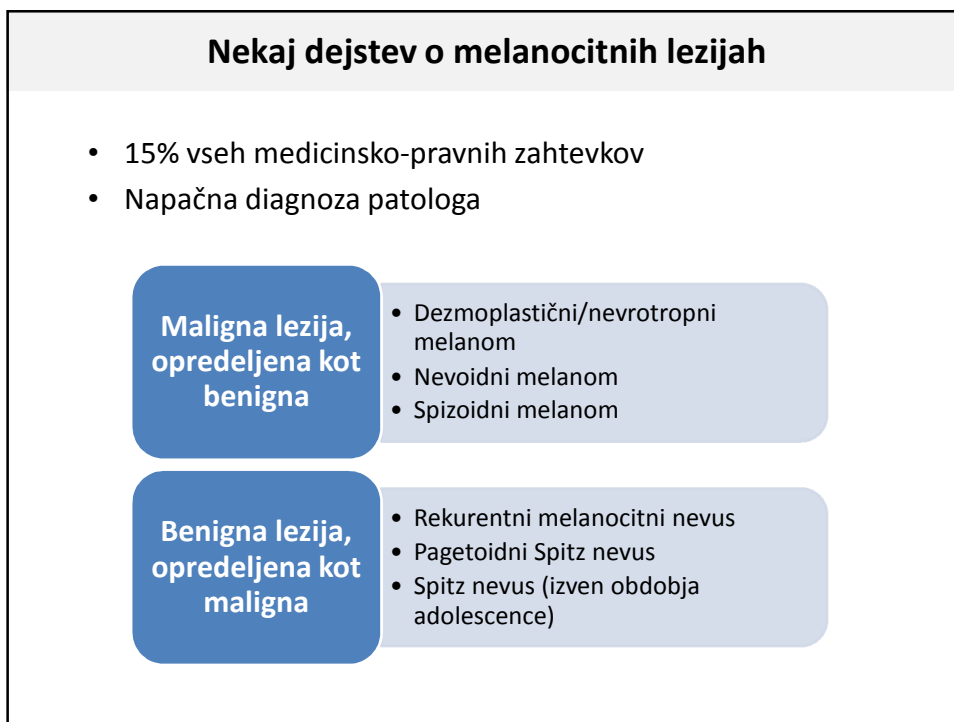 Nekaj dejstev o melanocitnih lezijah
• 15% vseh medicinsko-pravnih zahtevkov
• Napačna diagnoza patologa
Maligna lezija,
opredeljena kot
benigna
• Dezmoplastični/nevrotropni
melanom
• Nevoidni melanom
• Spizoidni melanom
Benigna lezija,
opredeljena kot
maligna
• Rekurentni melanocitni nevus
• Pagetoidni Spitz nevus
• Spitz nevus (izven obdobja
adolescence)